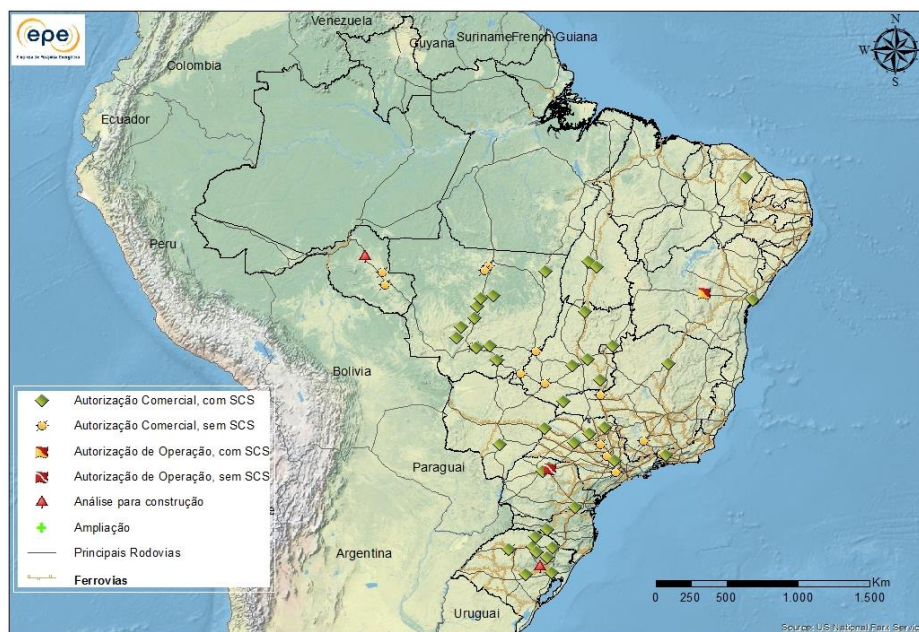 epe
Empresa de Pesquisa Energética
Venezuela
Guyana
Suriname
French Guiana
Colombia
Ecuador
Peru
Bolivia
Paraguai
Argentina
Uruguai
N
W
E
S
Autorização Comercial, com SCS
Autorização Comercial, sem SCS
Autorização de Operação, com SCS
Autorização de Operação, sem SCS
Análise para construção
Ampliação
Principais Rodovias
Ferrovias
Km
0 250 500 1.000 1.500
Source: US National Park Servic